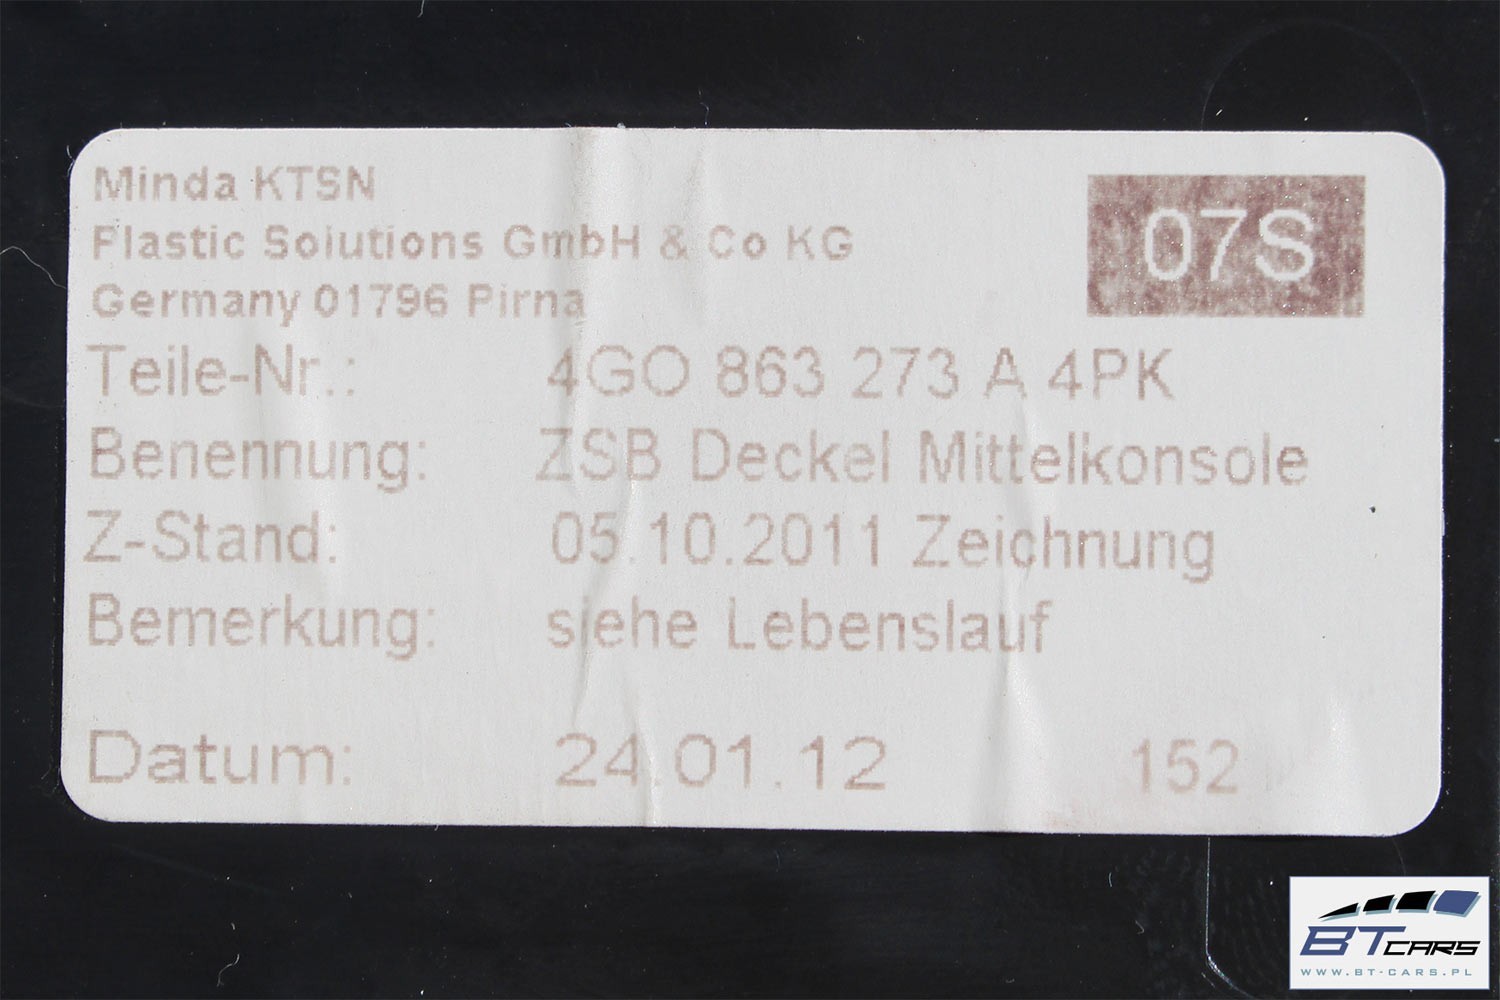 Minda KTSN
Plastic Solutions GmbH & Co KG
Germany 01796 Pirna
07S
Teile-Nr.: 4GO 863 273 A 4PK
Benennung: ZSB Deckel Mittelkonsole
Z-Stand: 05.10.2011 Zeichnung
Bemerkung: siehe Lebenslauf
Datum: 24.01.12 152
BT CARS
WWW.BT-CARS.PL